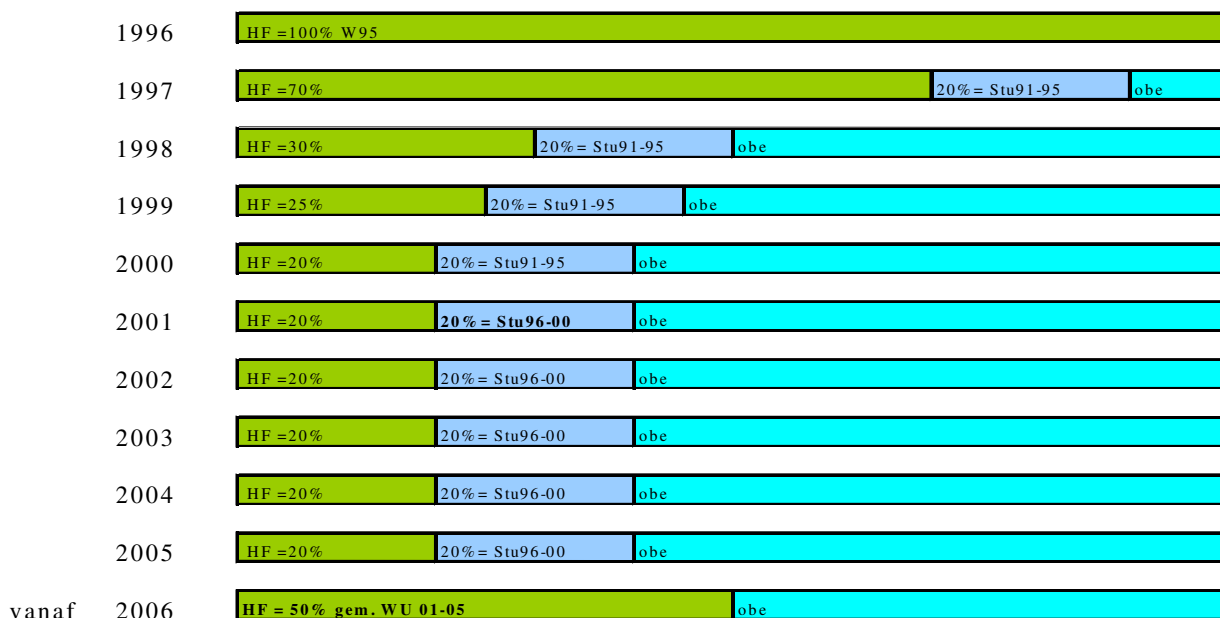 1996 HF =100% W95
1997 HF =70% 20%= Stu91-95 obe
1998 HF =30% 20%= Stu91-95 obe
1999 HF =25% 20%= Stu91-95 obe
2000 HF =20% 20%= Stu91-95 obe
2001 HF =20% 20%= Stu96-00 obe
2002 HF =20% 20%= Stu96-00 obe
2003 HF =20% 20%= Stu96-00 obe
2004 HF =20% 20%= Stu96-00 obe
2005 HF =20% 20%= Stu96-00 obe
vanaf 2006 HF = 50% gem. WU 01-05 obe